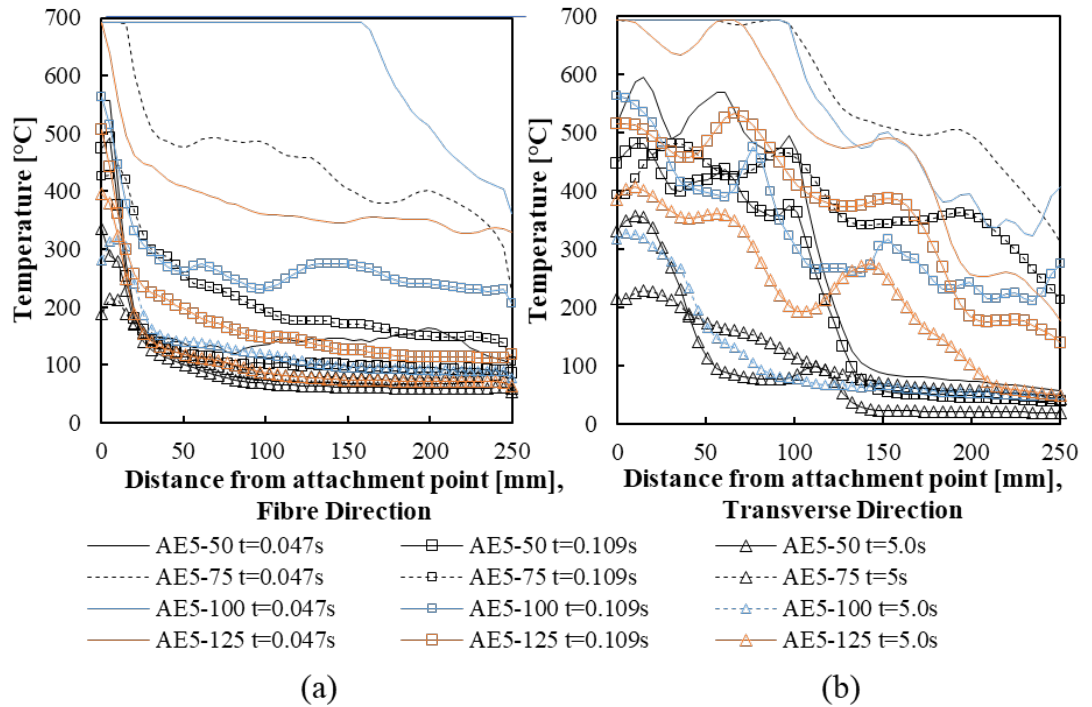 700
600
500
400
300
200
100
0
Temperature [°C]
0 50 100 150 200 250
Distance from attachment point [mm],
Fibre Direction
700
600
500
400
300
200
100
0
Temperature [°C]
0 50 100 150 200 250
Distance from attachment point [mm],
Transverse Direction
AE5-50 t=0.047s AE5-50 t=0.109s AE5-50 t=5.0s
AE5-75 t=0.047s AE5-75 t=0.109s AE5-75 t=5s
AE5-100 t=0.047s AE5-100 t=0.109s AE5-100 t=5.0s
AE5-125 t=0.047s AE5-125 t=0.109s AE5-125 t=5.0s
(a) (b)